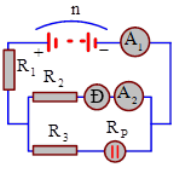 n
+ − A₁
R₁
R₂ Đ A₂
R₃ Rₚ